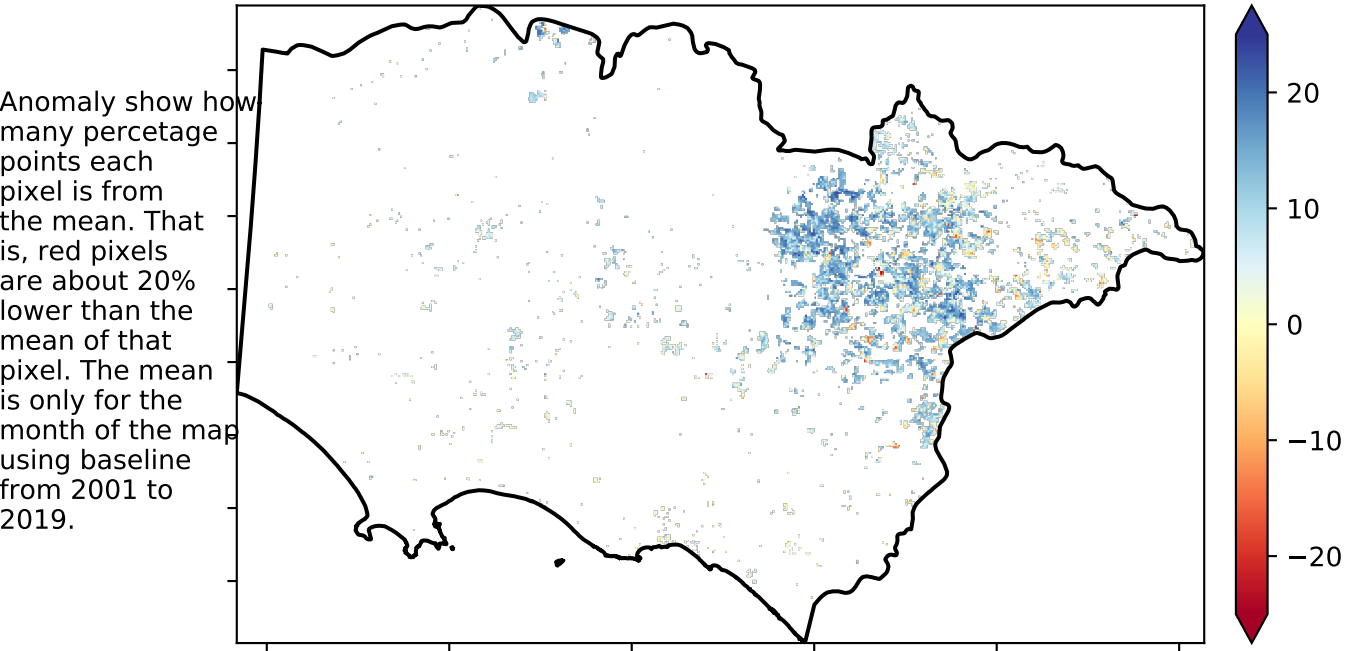 Anomaly show how
many percetage
points each
pixel is from
the mean. That
is, red pixels
are about 20%
lower than the
mean of that
pixel. The mean
is only for the
month of the map
using baseline
from 2001 to
2019.
20
10
0
−10
−20